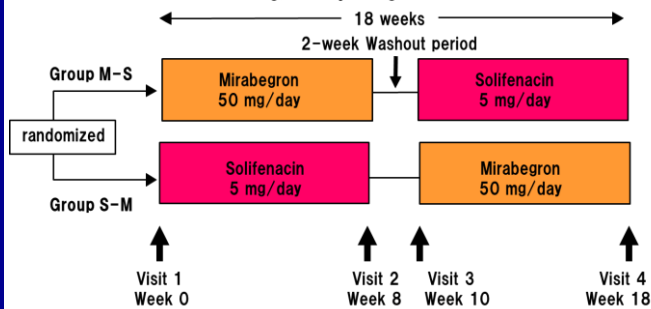 18 weeks
2-week Washout period
Group M-S
Mirabegron
50 mg/day
Solifenacin
5 mg/day
randomized
Solifenacin
5 mg/day
Mirabegron
50 mg/day
Group S-M
Visit 1
Week 0
Visit 2
Week 8
Visit 3
Week 10
Visit 4
Week 18